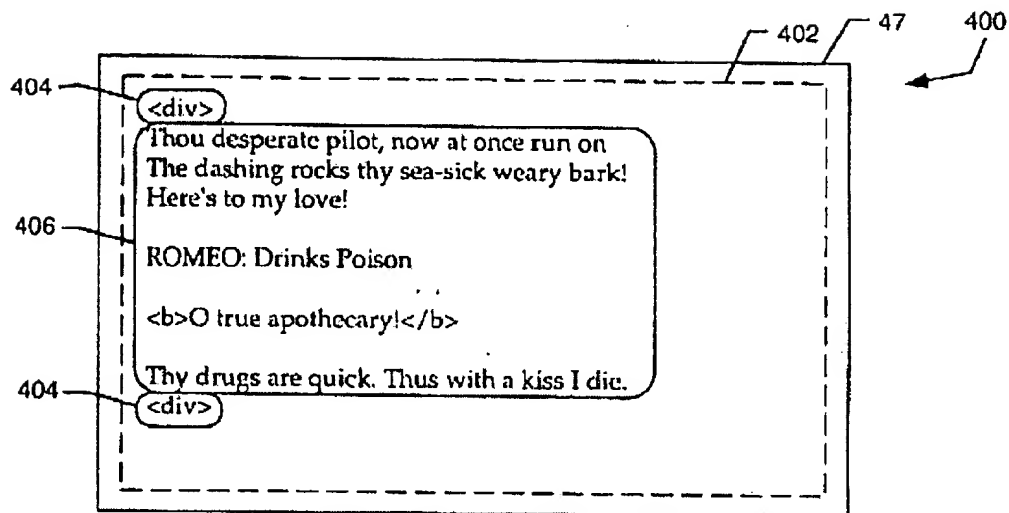 402 47 400
404
<div>
Thou desperate pilot, now at once run on
The dashing rocks thy sea-sick weary bark!
Here's to my love!
406
ROMEO: Drinks Poison
<b>O true apothecary!</b>
Thy drugs are quick. Thus with a kiss I die.
404
<div>